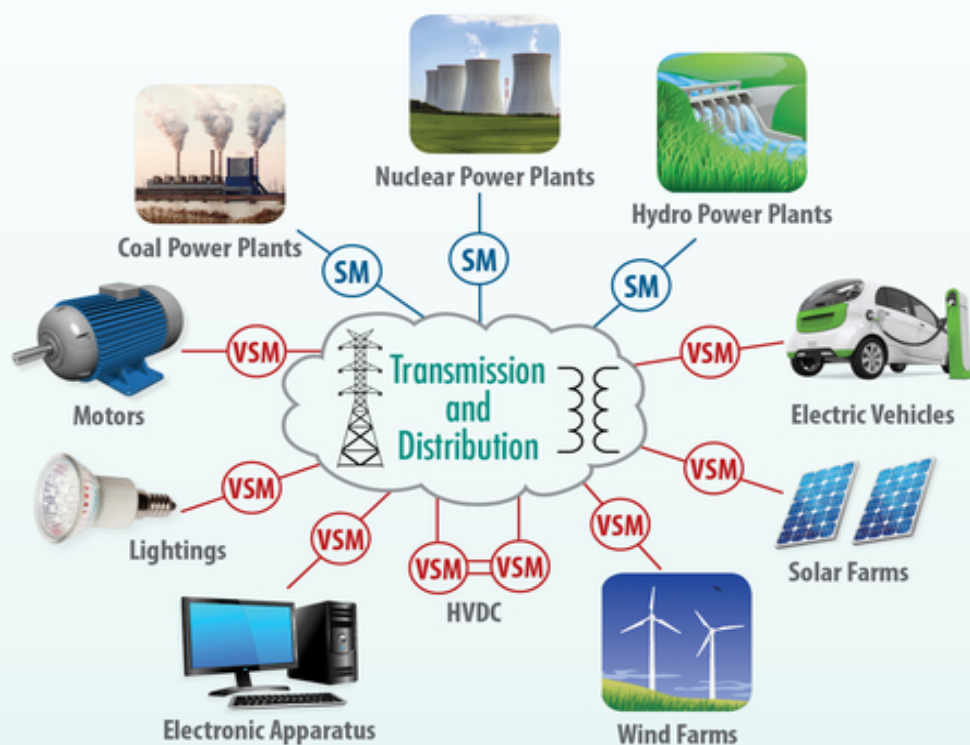 Nuclear Power Plants
Hydro Power Plants
Coal Power Plants
SM
SM
SM
VSM
VSM
Transmission
and
Distribution
Motors
Electric Vehicles
VSM
VSM
VSM
VSM
VSM
VSM
Lightings
Solar Farms
HVDC
Electronic Apparatus
Wind Farms